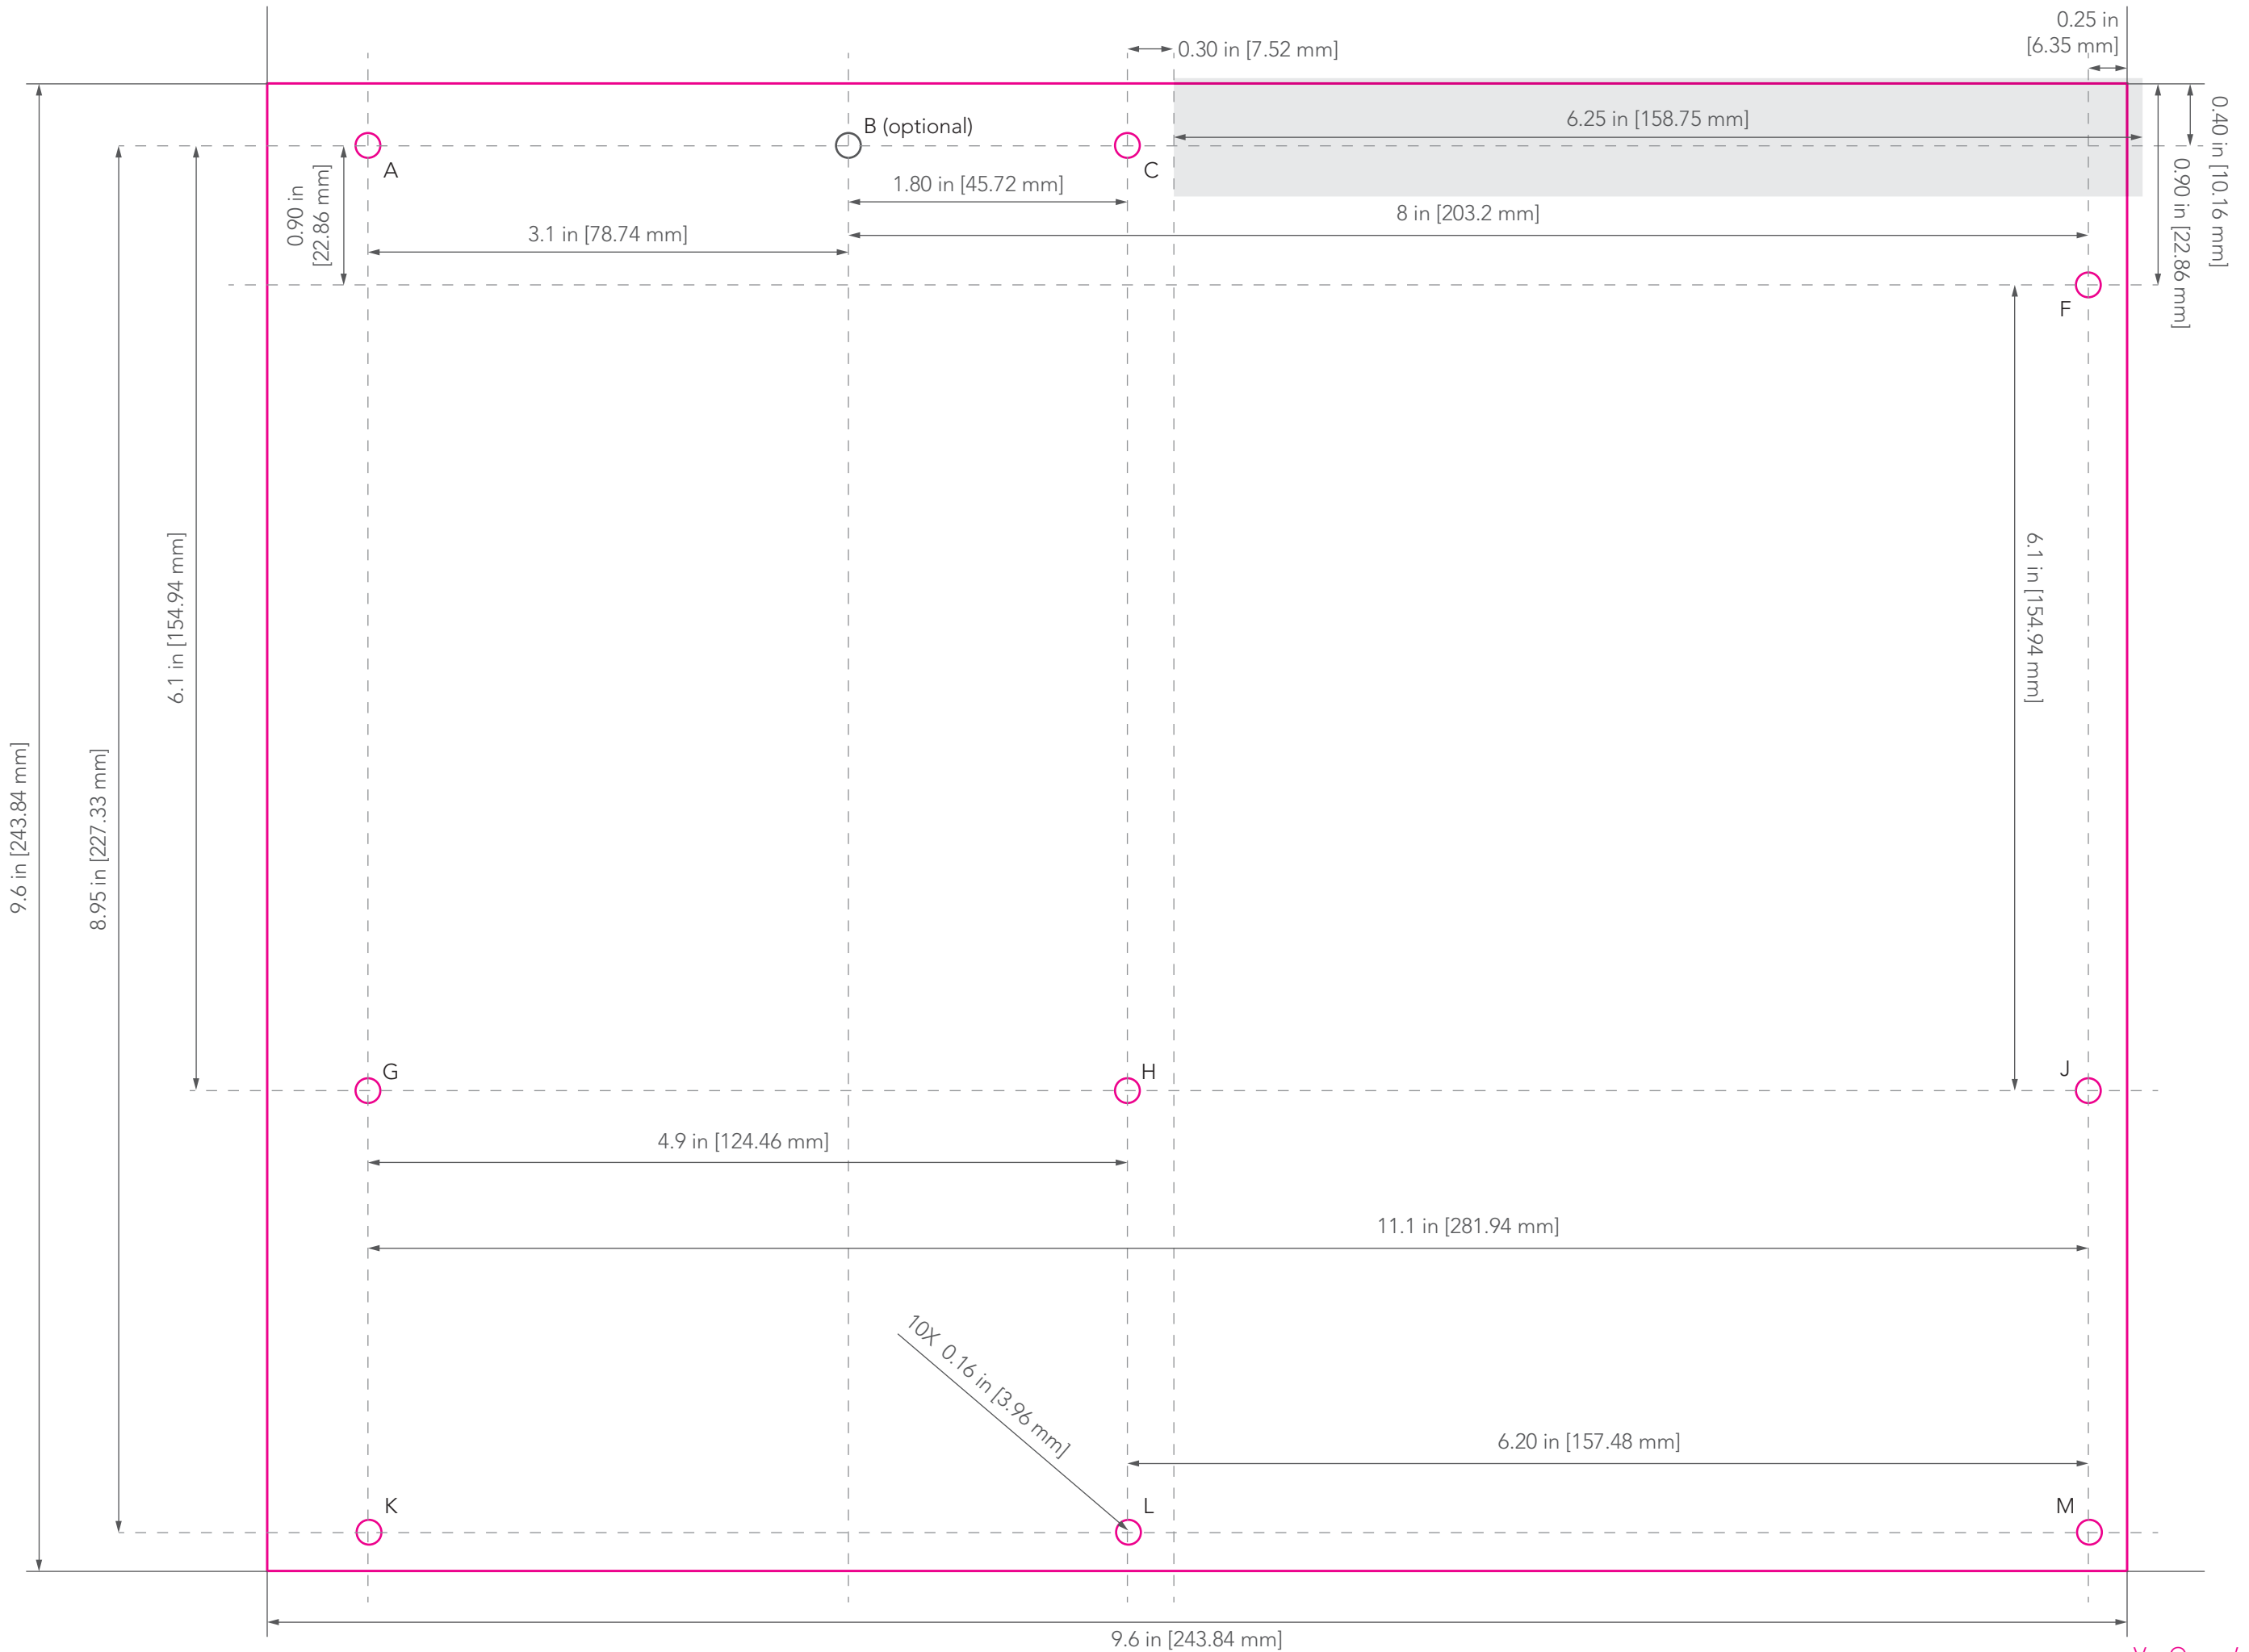 0.25 in
[6.35 mm]
0.30 in [7.52 mm]
6.25 in [158.75 mm]
0.40 in [10.16 mm]
B (optional)
A
C
1.80 in [45.72 mm]
0.90 in
[22.86 mm]
0.90 in [22.86 mm]
8 in [203.2 mm]
3.1 in [78.74 mm]
F
6.1 in [154.94 mm]
6.1 in [154.94 mm]
9.6 in [243.84 mm]
8.95 in [227.33 mm]
G
H
J
4.9 in [124.46 mm]
11.1 in [281.94 mm]
10X 0.16 in [3.96 mm]
6.20 in [157.48 mm]
K
L
M
9.6 in [243.84 mm]